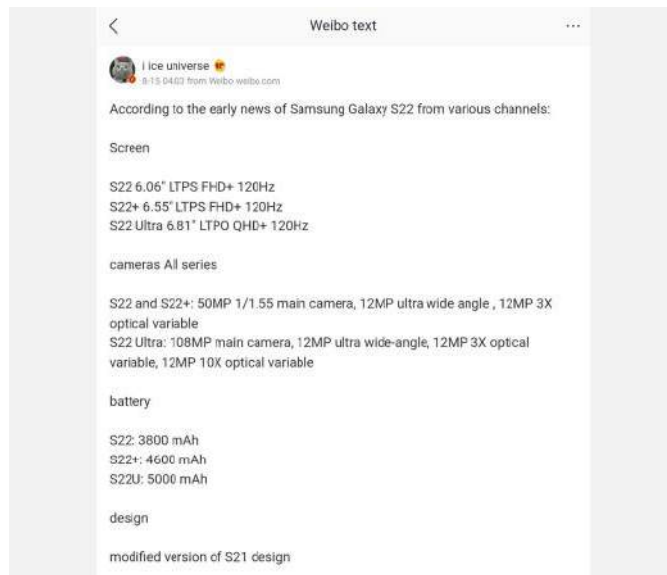 Weibo text
i ice universe
8-15 04:03 from Weibo weibo.com
According to the early news of Samsung Galaxy S22 from various channels:
Screen
S22 6.06" LTPS FHD+ 120Hz
S22+ 6.55" LTPS FHD+ 120Hz
S22 Ultra 6.81" LTPO QHD+ 120Hz
cameras All series
S22 and S22+: 50MP 1/1.55 main camera, 12MP ultra wide angle , 12MP 3X
optical variable
S22 Ultra: 108MP main camera, 12MP ultra wide-angle, 12MP 3X optical
variable, 12MP 10X optical variable
battery
S22: 3800 mAh
S22+: 4600 mAh
S22U: 5000 mAh
design
modified version of S21 design